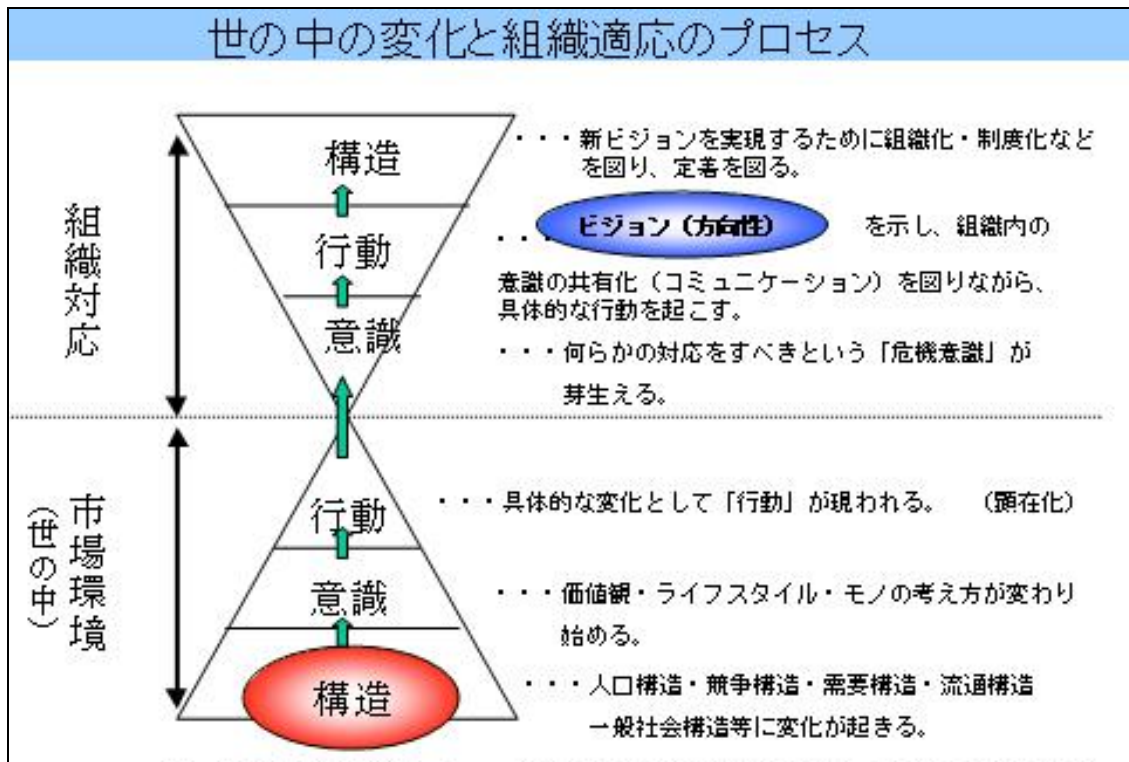 世の中の変化と組織適応のプロセス
組織対応
構造
・・・新ビジョンを実現するために組織化・制度化など
を図り、定着を図る。
行動
・・・ビジョン（方向性） を示し、組織内の
意識の共有化（コミュニケーション）を図りながら、
具体的な行動を起こす。
意識
・・・何らかの対応をすべきという「危機意識」が
芽生える。
市場環境
（世の中）
行動
・・・具体的な変化として「行動」が現われる。 （顕在化）
意識
・・・価値観・ライフスタイル・モノの考え方が変わり
始める。
構造
・・・人口構造・競争構造・需要構造・流通構造
一般社会構造等に変化が起きる。